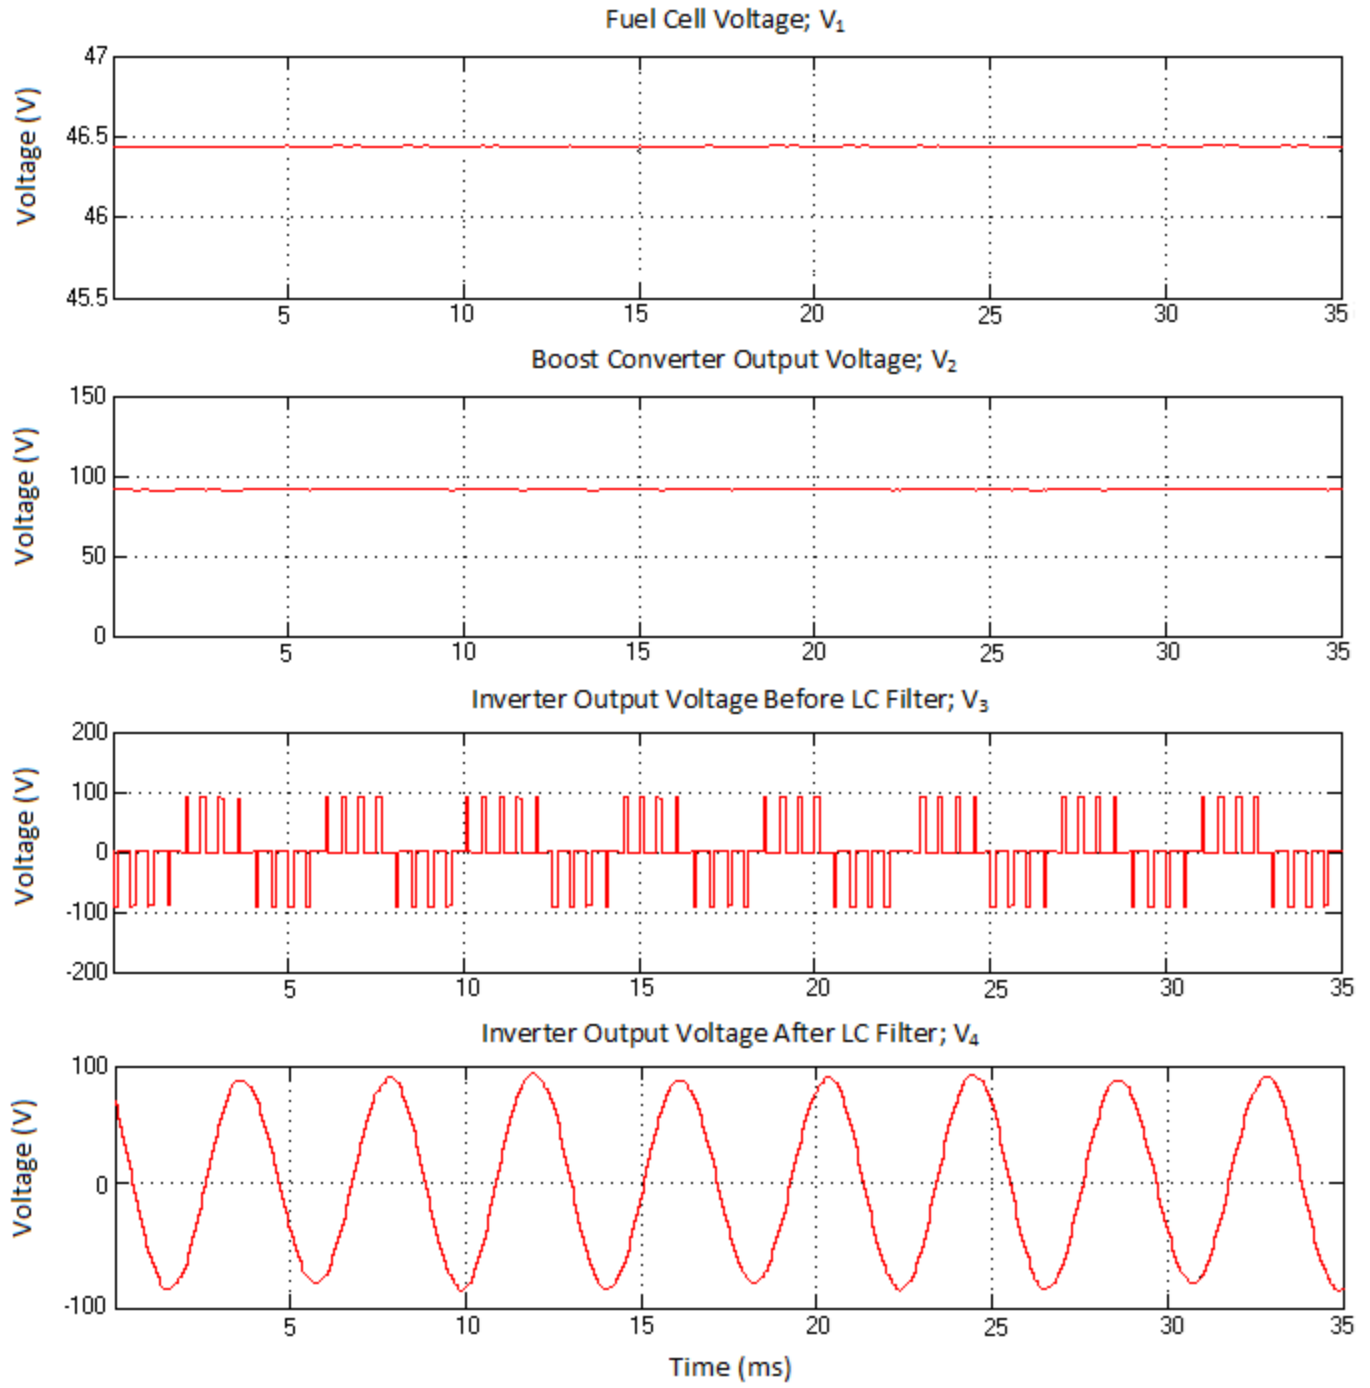 Fuel Cell Voltage; V₁
Voltage (V)
47
46.5
46
45.5
5 10 15 20 25 30 35
Boost Converter Output Voltage; V₂
Voltage (V)
150
100
50
0
5 10 15 20 25 30 35
Inverter Output Voltage Before LC Filter; V₃
Voltage (V)
200
100
0
-100
-200
5 10 15 20 25 30 35
Inverter Output Voltage After LC Filter; V₄
Voltage (V)
100
0
-100
5 10 15 20 25 30 35
Time (ms)